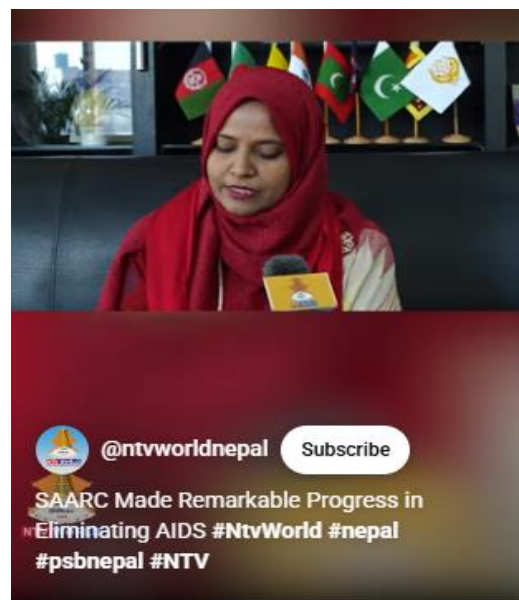 @ntvworldnepal
Subscribe
SAARC Made Remarkable Progress in
Eliminating AIDS #NtvWorld #nepal
#psbnepal #NTV